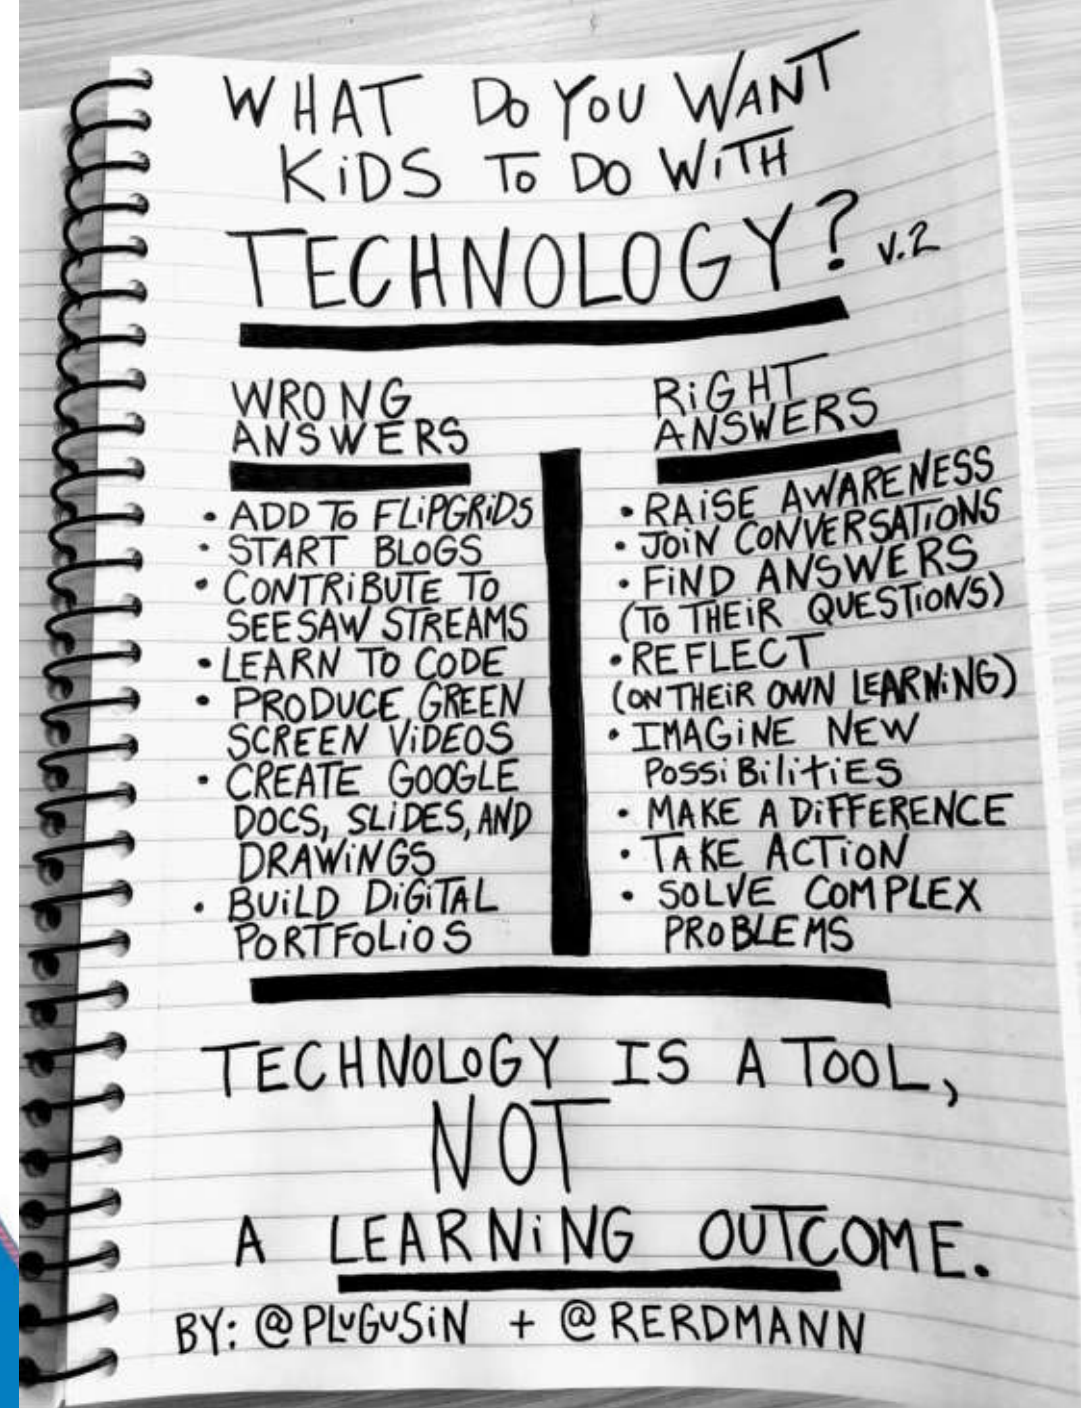 WHAT DO YOU WANT
KiDS TO DO WiTH
TECHNOLOGY? v.2
WRONG
ANSWERS
• ADD TO FLiPGRiDS
• START BLOGS
• CONTRiBUTE TO
SEESAW STREAMS
• LEARN TO CODE
• PRODUCE GREEN
SCREEN ViDEOS
• CREATE GOOGLE
DOCS, SLiDES, AND
DRAWiNGS
• BUiLD DiGiTAL
PORTFOLiOS
RiGHT
ANSWERS
• RAiSE AWARENESS
• JOiN CONVERSATiONS
• FiND ANSWERS
(TO THEiR QUESTiONS)
• REFLECT
(ON THEiR OWN LEARNiNG)
• IMAGiNE NEW
POSSiBiLiTiES
• MAKE A DiFFERENCE
• TAKE ACTiON
• SOLVE COMPLEX
PROBLEMS
TECHNOLOGY IS A TOOL,
NOT
A LEARNiNG OUTCOME.
BY: @PLUGUSiN + @RERDMANN